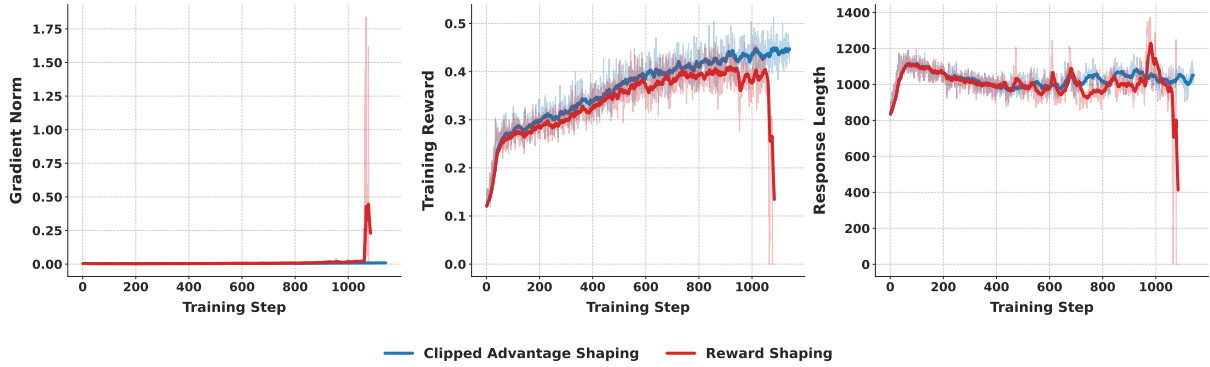 Gradient Norm
1.75
1.50
1.25
1.00
0.75
0.50
0.25
0.00
0 200 400 600 800 1000
Training Step
Training Reward
0.5
0.4
0.3
0.2
0.1
0.0
0 200 400 600 800 1000
Training Step
Response Length
1400
1200
1000
800
600
400
200
0
0 200 400 600 800 1000
Training Step
Clipped Advantage Shaping
Reward Shaping